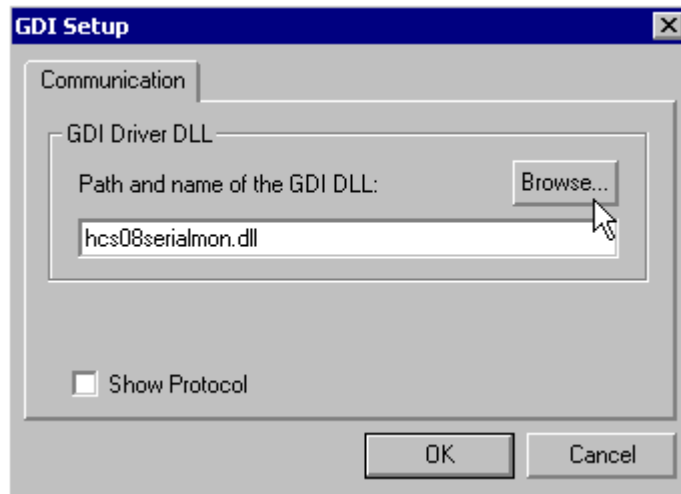 GDI Setup
Communication
GDI Driver DLL
Path and name of the GDI DLL:
Browse...
hcs08serialmon.dll
Show Protocol
OK
Cancel